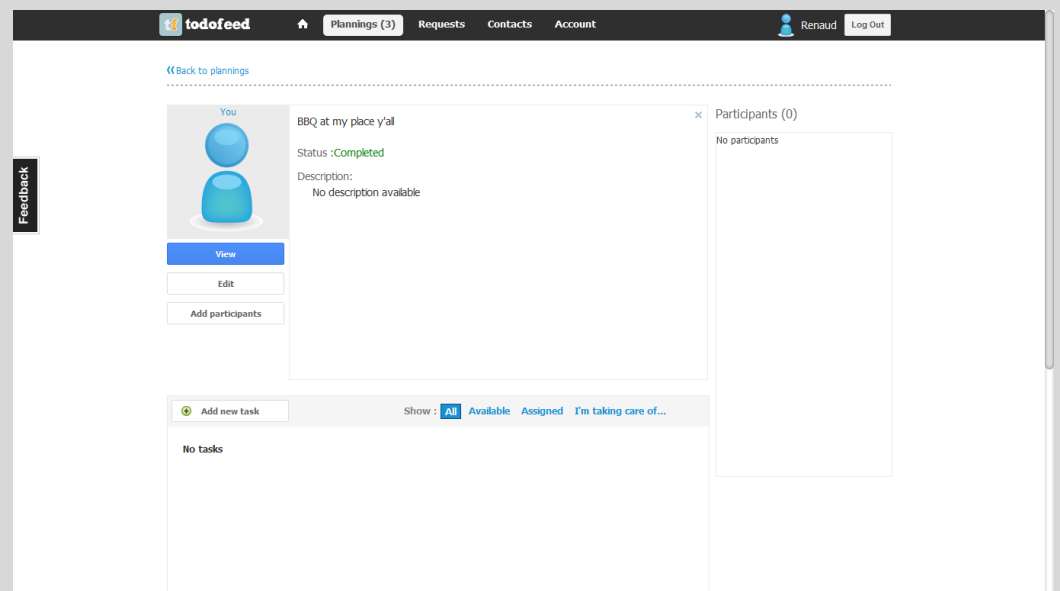 tf todofeed Plannings (3) Requests Contacts Account Renaud Log Out
Back to plannings
You
BBQ at my place y'all
Status :Completed
Description:
No description available
Participants (0)
No participants
Feedback
View
Edit
Add participants
Add new task Show : All Available Assigned I'm taking care of...
No tasks